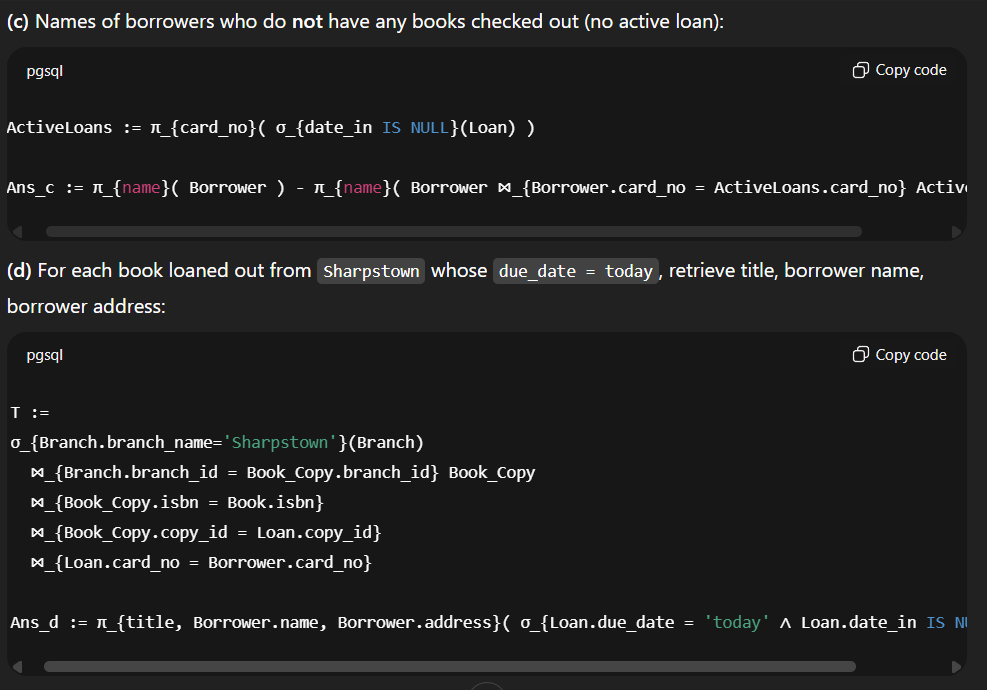 (c) Names of borrowers who do not have any books checked out (no active loan):
pgsql
Copy code
ActiveLoans := π_{card_no}( σ_{date_in IS NULL}(Loan) )
Ans_c := π_{name}( Borrower ) - π_{name}( Borrower ⋈_{Borrower.card_no = ActiveLoans.card_no}
(d) For each book loaned out from Sharpstown whose due_date = today, retrieve title, borrower name,
borrower address:
pgsql
Copy code
T :=
σ_{Branch.branch_name='Sharpstown'}(Branch)
⋈_{Branch.branch_id = Book_Copy.branch_id} Book_Copy
⋈_{Book_Copy.isbn = Book.isbn}
⋈_{Book_Copy.copy_id = Loan.copy_id}
⋈_{Loan.card_no = Borrower.card_no}
Ans_d := π_{title, Borrower.name, Borrower.address}( σ_{Loan.due_date = 'today' ∧ Loan.date_in IS